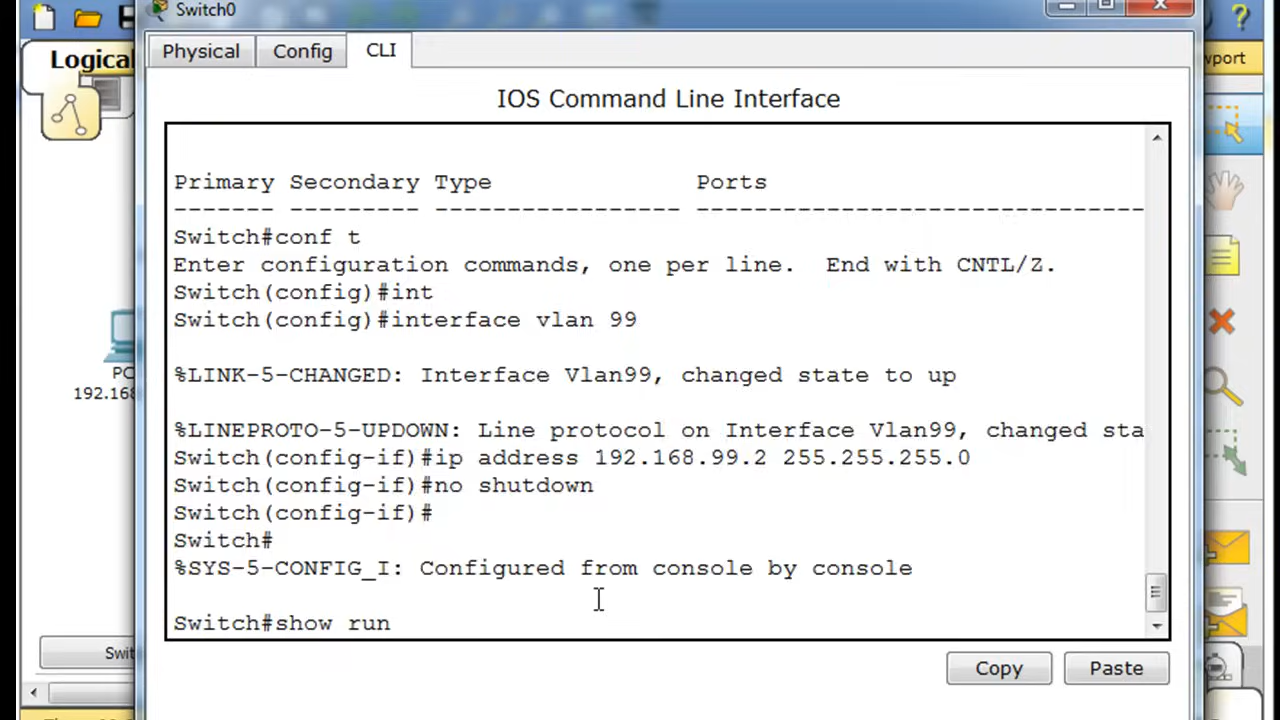 Switch0
Logical
wport
Physical
Config
CLI
IOS Command Line Interface
Primary Secondary Type Ports
------- --------- ----------------- -------------------------------
Switch#conf t
Enter configuration commands, one per line. End with CNTL/Z.
Switch(config)#int
Switch(config)#interface vlan 99
%LINK-5-CHANGED: Interface Vlan99, changed state to up
%LINEPROTO-5-UPDOWN: Line protocol on Interface Vlan99, changed sta
Switch(config-if)#ip address 192.168.99.2 255.255.255.0
Switch(config-if)#no shutdown
Switch(config-if)#
Switch#
%SYS-5-CONFIG_I: Configured from console by console
Switch#show run
PC
192.168
Swit
Copy
Paste